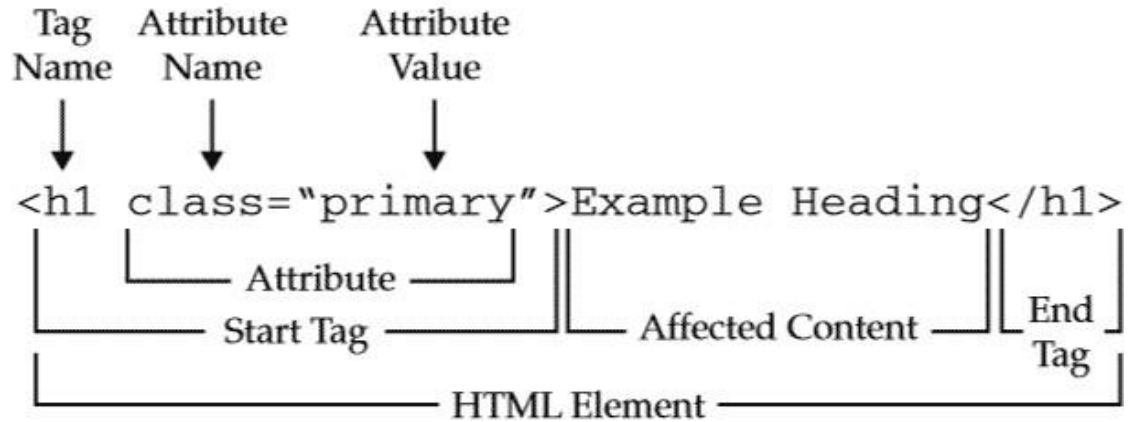 Tag Attribute Attribute
Name Name Value
<h1 class=“primary”>Example Heading</h1>
Attribute
Start Tag Affected Content End
Tag
HTML Element